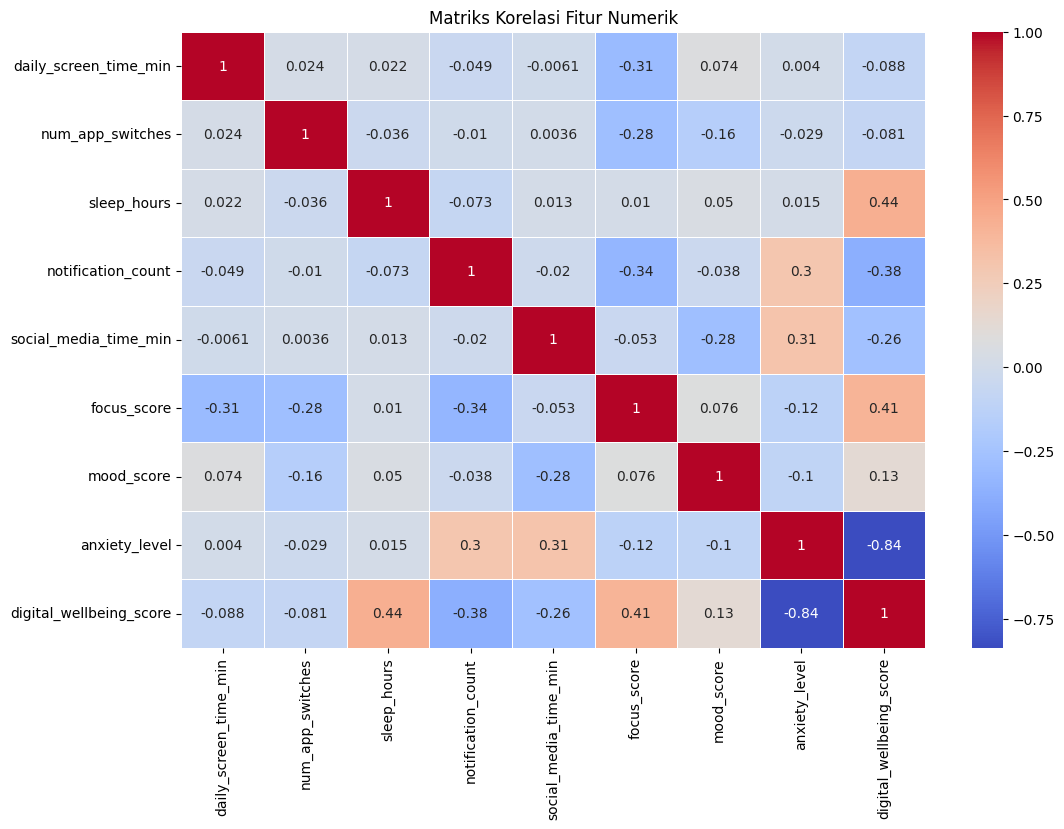 Matriks Korelasi Fitur Numerik
daily_screen_time_min 1 0.024 0.022 -0.049 -0.0061 -0.31 0.074 0.004 -0.088
num_app_switches 0.024 1 -0.036 -0.01 0.0036 -0.28 -0.16 -0.029 -0.081
sleep_hours 0.022 -0.036 1 -0.073 0.013 0.01 0.05 0.015 0.44
notification_count -0.049 -0.01 -0.073 1 -0.02 -0.34 -0.038 0.3 -0.38
social_media_time_min -0.0061 0.0036 0.013 -0.02 1 -0.053 -0.28 0.31 -0.26
focus_score -0.31 -0.28 0.01 -0.34 -0.053 1 0.076 -0.12 0.41
mood_score 0.074 -0.16 0.05 -0.038 -0.28 0.076 1 -0.1 0.13
anxiety_level 0.004 -0.029 0.015 0.3 0.31 -0.12 -0.1 1 -0.84
digital_wellbeing_score -0.088 -0.081 0.44 -0.38 -0.26 0.41 0.13 -0.84 1
daily_screen_time_min
num_app_switches
sleep_hours
notification_count
social_media_time_min
focus_score
mood_score
anxiety_level
digital_wellbeing_score
1.00
0.75
0.50
0.25
0.00
−0.25
−0.50
−0.75